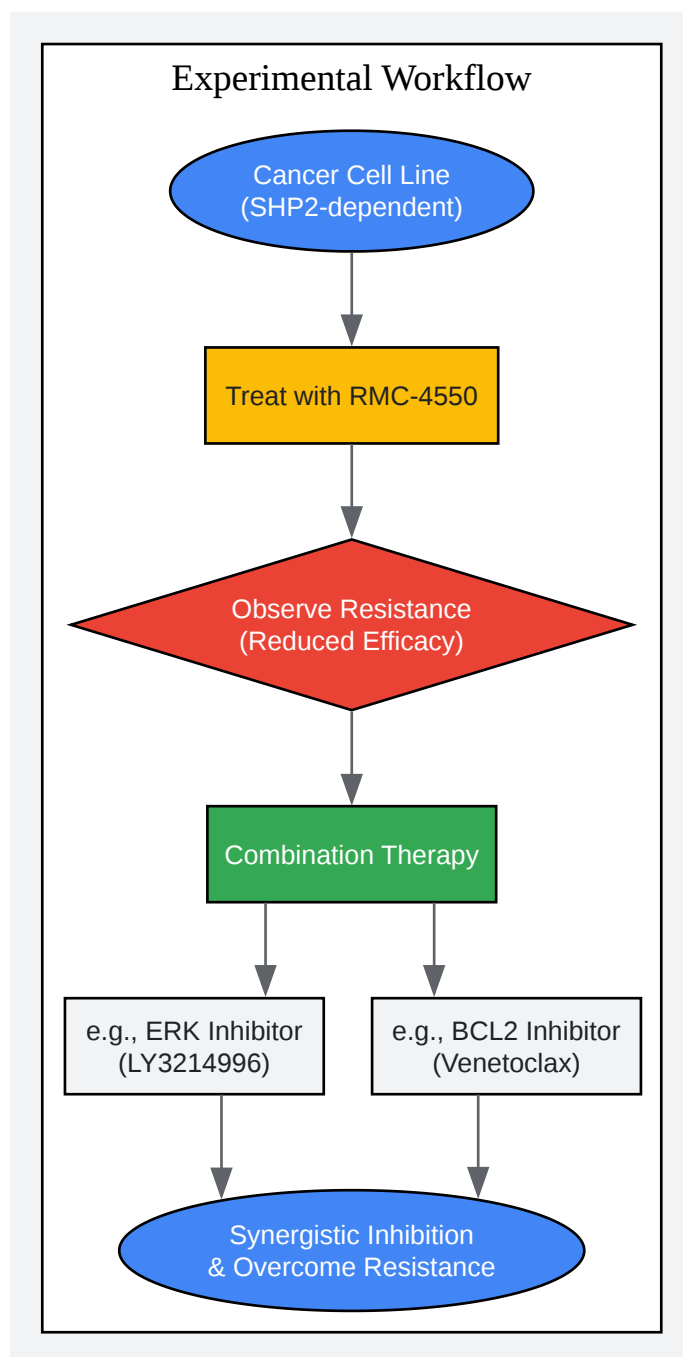 Experimental Workflow
Cancer Cell Line
(SHP2-dependent)
Treat with RMC-4550
Observe Resistance
(Reduced Efficacy)
Combination Therapy
e.g., ERK Inhibitor
(LY3214996)
e.g., BCL2 Inhibitor
(Venetoclax)
Synergistic Inhibition
& Overcome Resistance